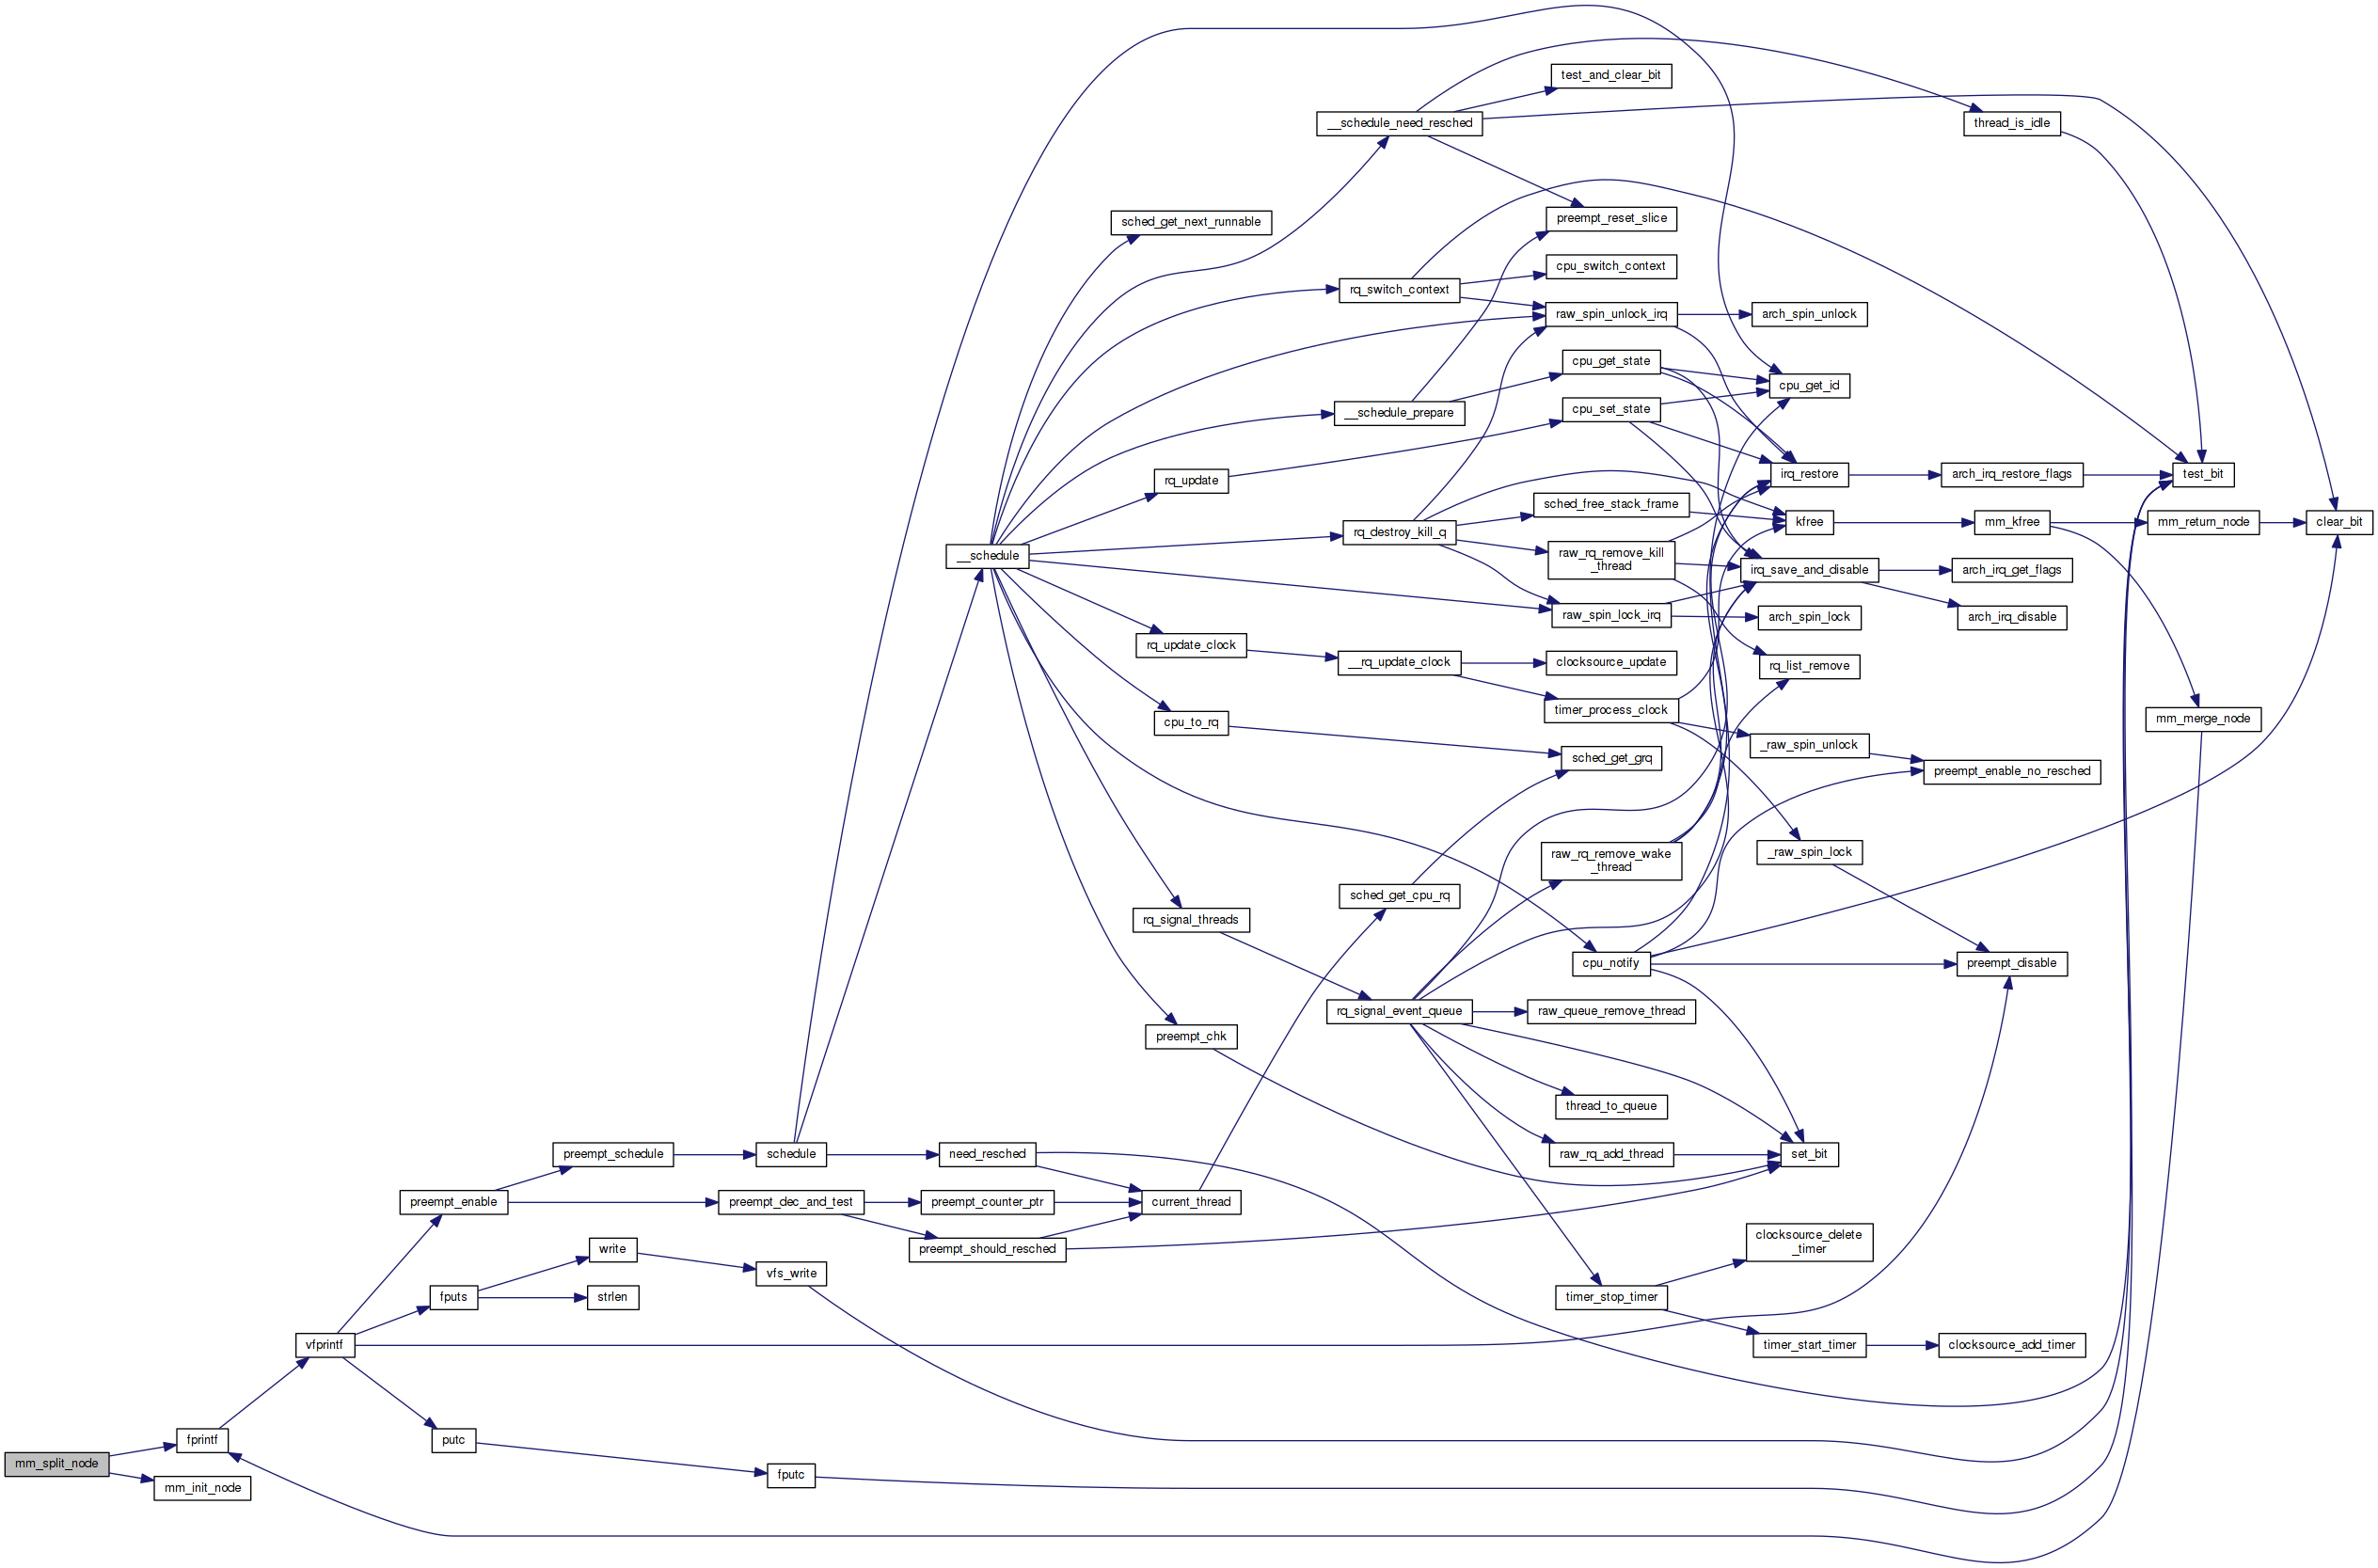 test_and_clear_bit
__schedule_need_resched
thread_is_idle
sched_get_next_runnable
preempt_reset_slice
cpu_switch_context
rq_switch_context
raw_spin_unlock_irq
arch_spin_unlock
cpu_get_state
cpu_get_id
__schedule_prepare
cpu_set_state
rq_update
irq_restore
arch_irq_restore_flags
test_bit
sched_free_stack_frame
kfree
mm_kfree
mm_return_node
clear_bit
rq_destroy_kill_q
__schedule
raw_rq_remove_kill
_thread
irq_save_and_disable
arch_irq_get_flags
raw_spin_lock_irq
arch_spin_lock
arch_irq_disable
rq_update_clock
__rq_update_clock
clocksource_update
rq_list_remove
timer_process_clock
cpu_to_rq
mm_merge_node
_raw_spin_unlock
sched_get_grq
preempt_enable_no_resched
raw_rq_remove_wake
_thread
_raw_spin_lock
sched_get_cpu_rq
rq_signal_threads
cpu_notify
preempt_disable
rq_signal_event_queue
raw_queue_remove_thread
preempt_chk
thread_to_queue
preempt_schedule
schedule
need_resched
raw_rq_add_thread
set_bit
preempt_enable
preempt_dec_and_test
preempt_counter_ptr
current_thread
write
preempt_should_resched
clocksource_delete
_timer
vfs_write
fputs
strlen
timer_stop_timer
vfprintf
timer_start_timer
clocksource_add_timer
fprintf
putc
mm_split_node
fputc
mm_init_node